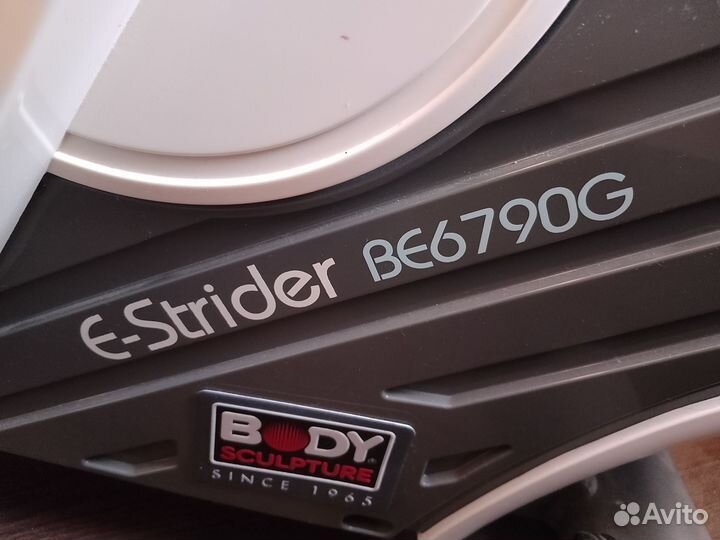 E-Strider BE6790G
BODY
SCULPTURE
SINCE 1965
Avito